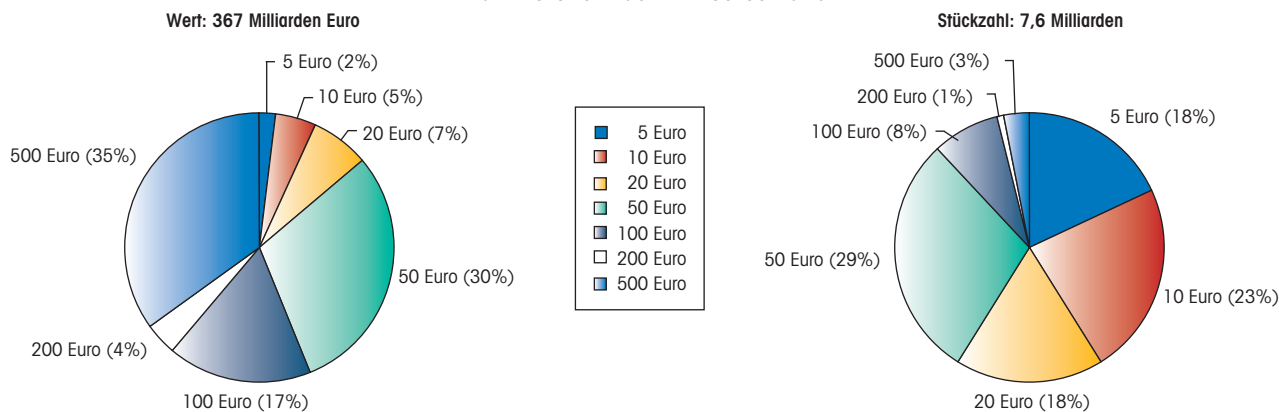 Wert: 367 Milliarden Euro
5 Euro (2%)
10 Euro (5%)
20 Euro (7%)
500 Euro (35%)
50 Euro (30%)
200 Euro (4%)
100 Euro (17%)
5 Euro
10 Euro
20 Euro
50 Euro
100 Euro
200 Euro
500 Euro
Stückzahl: 7,6 Milliarden
500 Euro (3%)
200 Euro (1%)
100 Euro (8%)
5 Euro (18%)
50 Euro (29%)
10 Euro (23%)
20 Euro (18%)